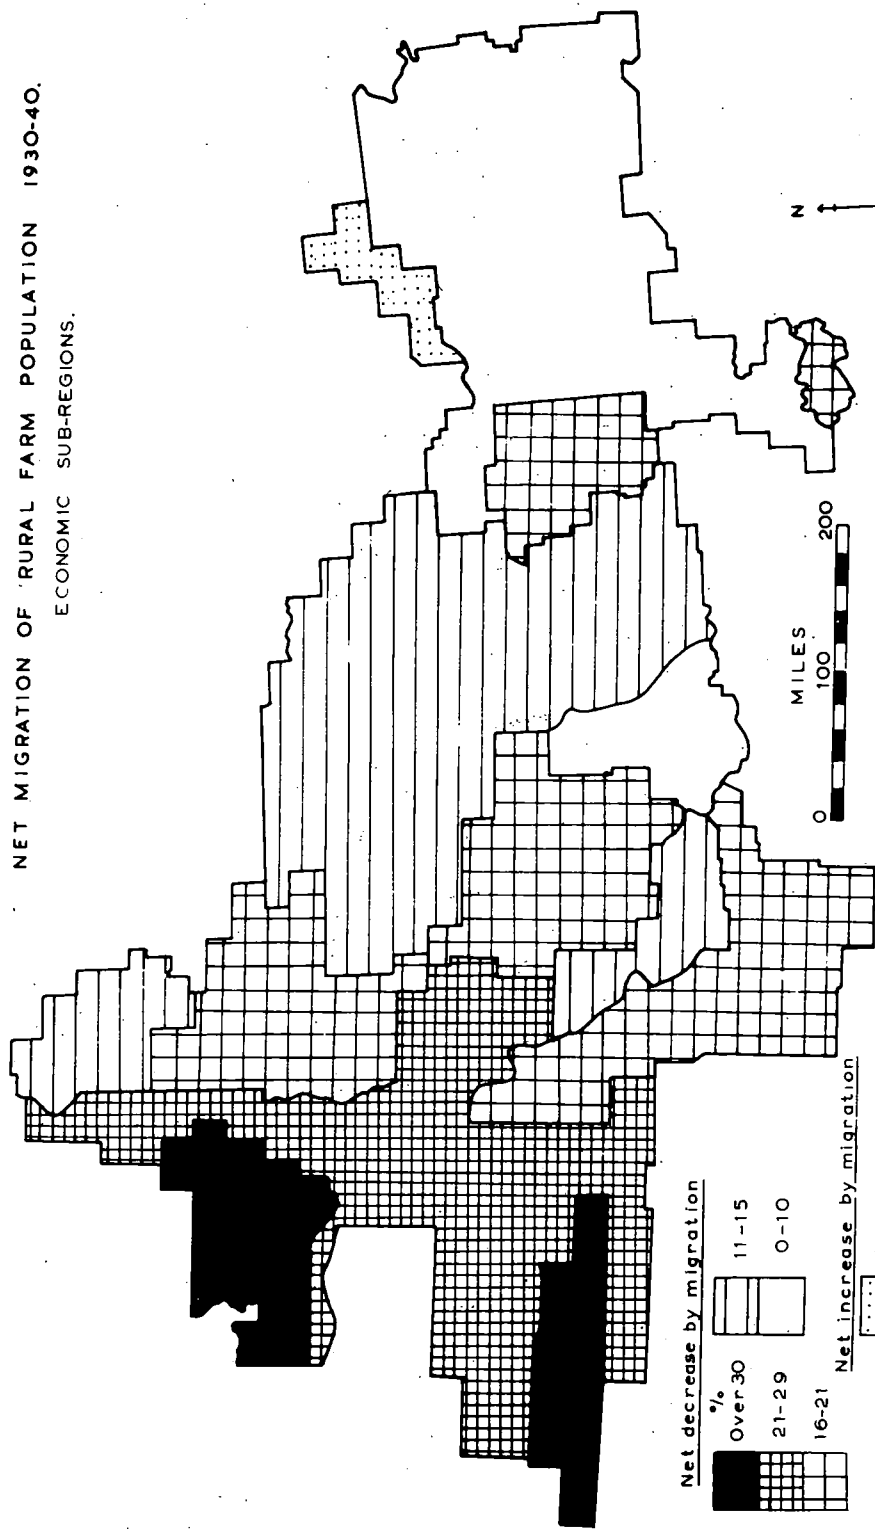 NET MIGRATION OF RURAL FARM POPULATION 1930-40.
ECONOMIC SUB-REGIONS.
N
MILES
0 100 200
Net decrease by migration
%
Over 30
21-29
16-21
11-15
0-10
Net increase by migration